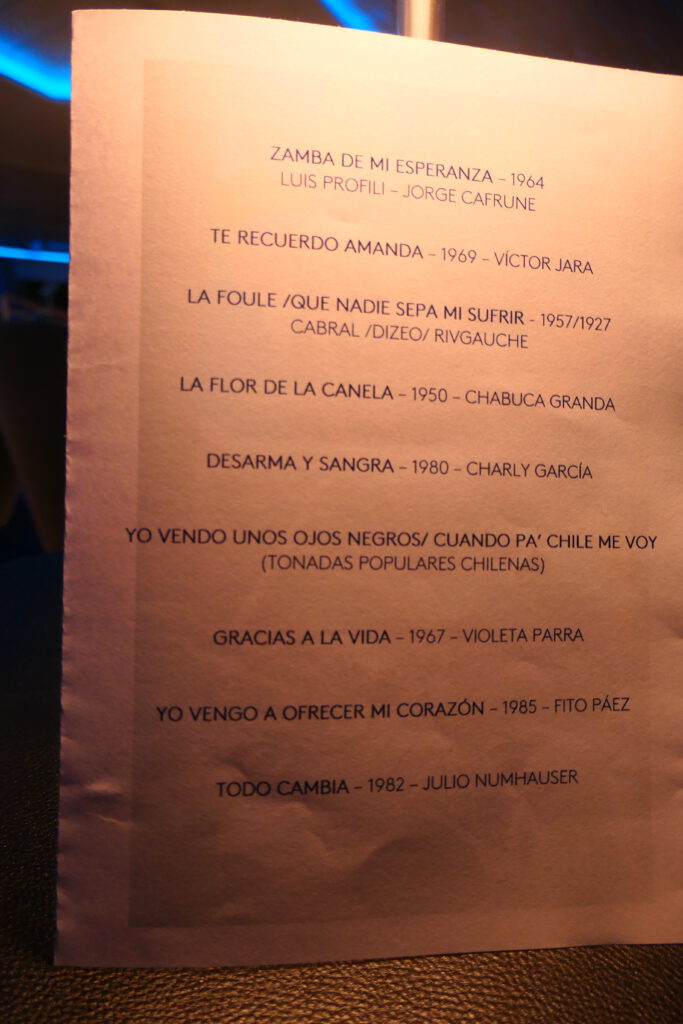 ZAMBA DE MI ESPERANZA – 1964
LUIS PROFILI – JORGE CAFRUNE
TE RECUERDO AMANDA – 1969 – VÍCTOR JARA
LA FOULE /QUE NADIE SEPA MI SUFRIR - 1957/1927
CABRAL /DIZEO/ RIVGAUCHE
LA FLOR DE LA CANELA – 1950 – CHABUCA GRANDA
DESARMA Y SANGRA – 1980 – CHARLY GARCÍA
YO VENDO UNOS OJOS NEGROS/ CUANDO PA' CHILE ME VOY
(TONADAS POPULARES CHILENAS)
GRACIAS A LA VIDA – 1967 – VIOLETA PARRA
YO VENGO A OFRECER MI CORAZÓN – 1985 – FITO PÁEZ
TODO CAMBIA – 1982 – JULIO NUMHAUSER